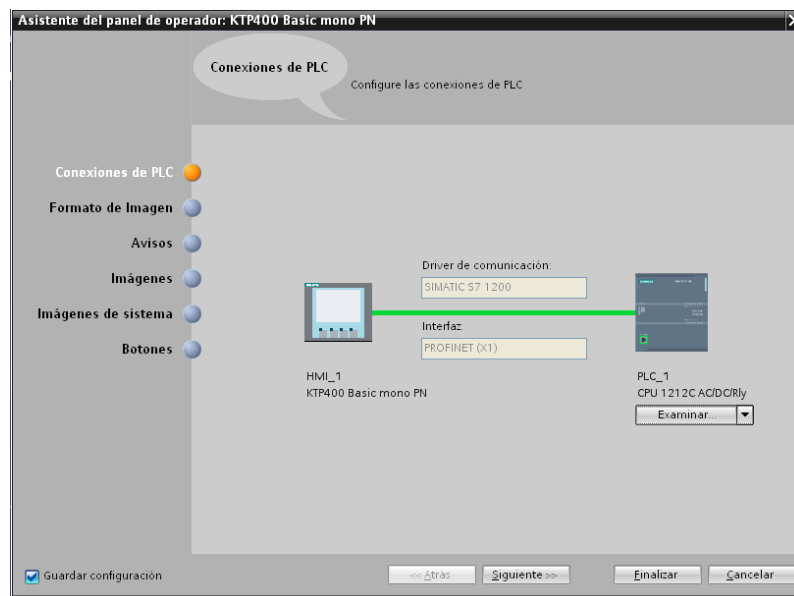 Asistente del panel de operador: KTP400 Basic mono PN
Conexiones de PLC
Configure las conexiones de PLC
Conexiones de PLC
Formato de Imagen
Avisos
Imágenes
Imágenes de sistema
Botones
Driver de comunicación:
SIMATIC S7 1200
Interfaz:
PROFINET (X1)
HMI_1
KTP400 Basic mono PN
PLC_1
CPU 1212C AC/DC/Rly
Examinar...
Guardar configuración
<< Atrás
Siguiente >>
Finalizar
Cancelar